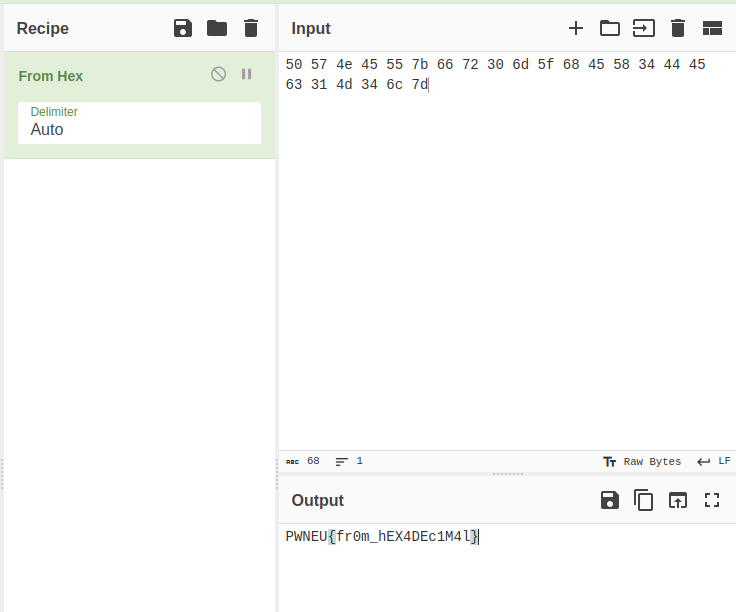 Recipe
From Hex
Delimiter
Auto
Input
50 57 4e 45 55 7b 66 72 30 6d 5f 68 45 58 34 44 45
63 31 4d 34 6c 7d
ABC 68 1
Tт Raw Bytes LF
Output
PWNEU{fr0m_hEX4DEc1M4l}